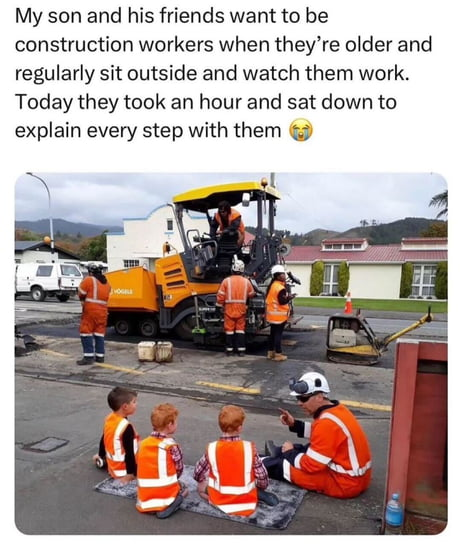 My son and his friends want to be
construction workers when they’re older and
regularly sit outside and watch them work.
Today they took an hour and sat down to
explain every step with them 😭
VÖGELE
SUPER